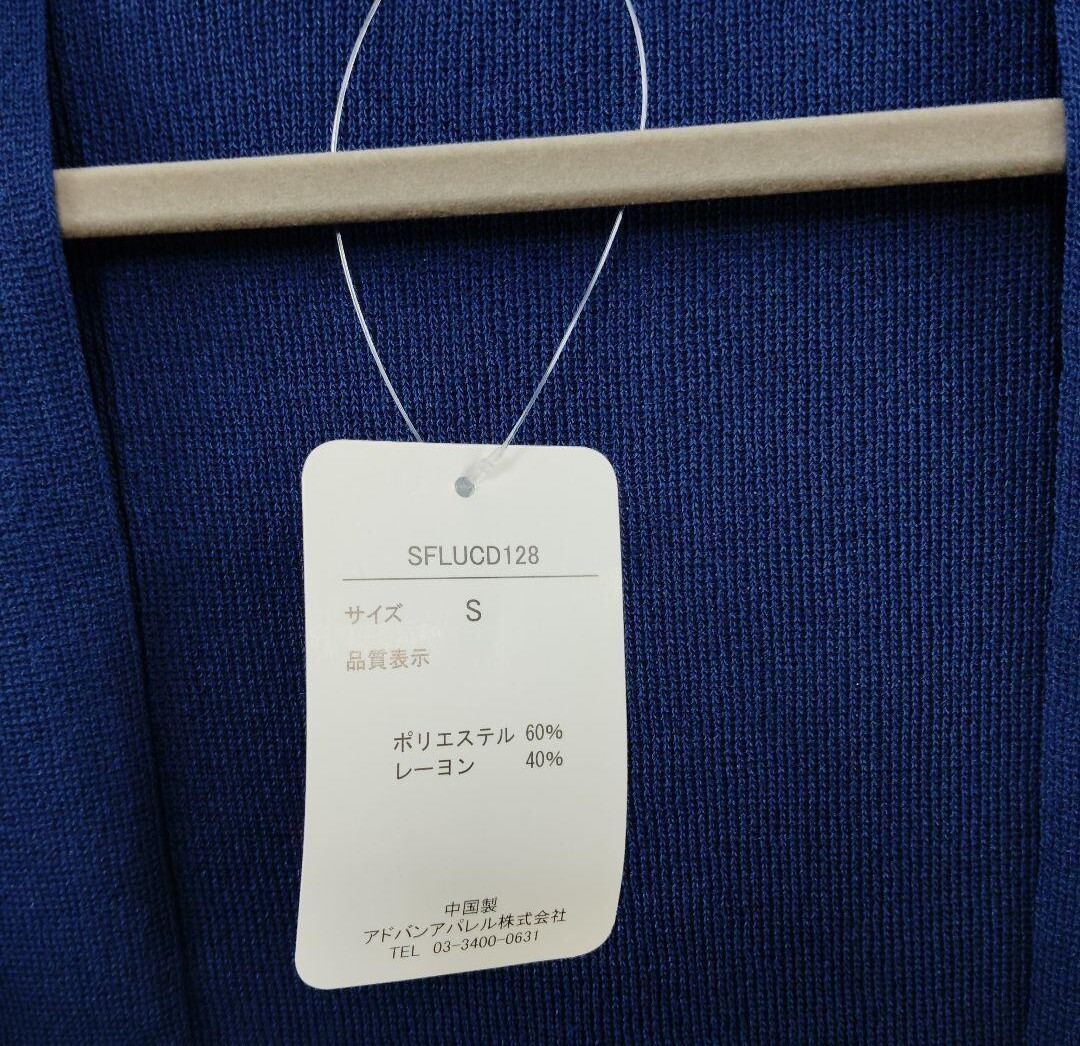 SFLUCD128
サイズ S
品質表示
ポリエステル 60%
レーヨン 40%
中国製
アドバンアパレル株式会社
TEL 03-3400-0631